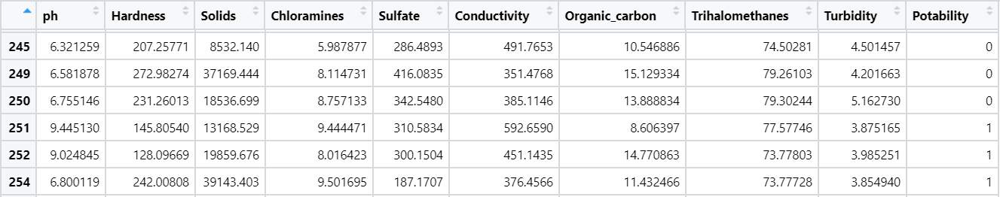 ph Hardness Solids Chloramines Sulfate Conductivity Organic_carbon Trihalomethanes Turbidity Potability
245 6.321259 207.25771 8532.140 5.987877 286.4893 491.7653 10.546886 74.50281 4.501457 0
249 6.581878 272.98274 37169.444 8.114731 416.0835 351.4768 15.129334 79.26103 4.201663 0
250 6.755146 231.26013 18536.699 8.757133 342.5480 385.1146 13.888834 79.30244 5.162730 0
251 9.445130 145.80540 13168.529 9.444471 310.5834 592.6590 8.606397 77.57746 3.875165 1
252 9.024845 128.09669 19859.676 8.016423 300.1504 451.1435 14.770863 73.77803 3.985251 1
254 6.800119 242.00808 39143.403 9.501695 187.1707 376.4566 11.432466 73.77728 3.854940 1